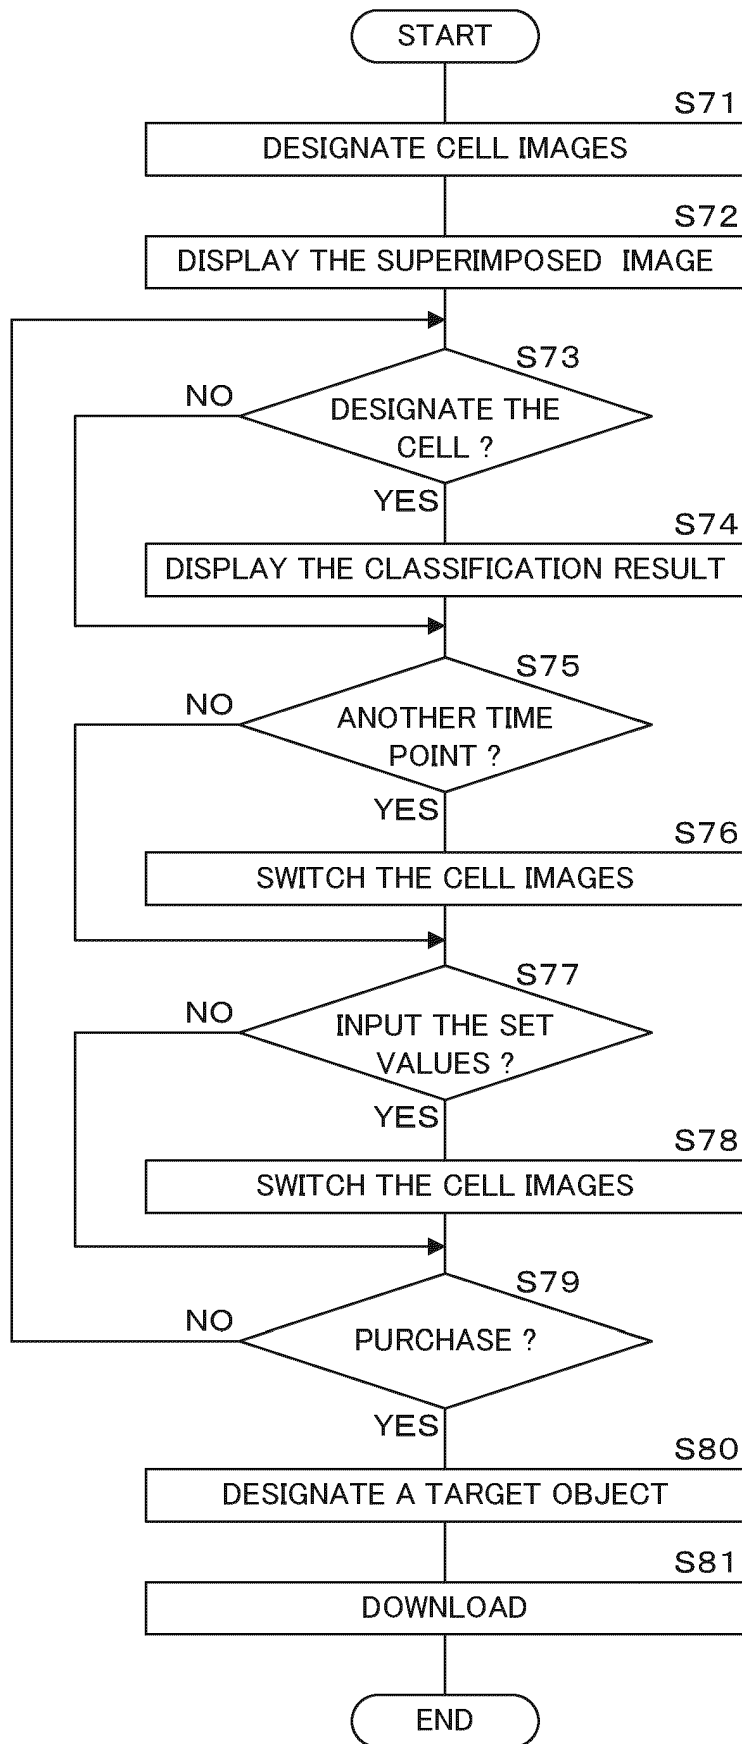 START
S71
DESIGNATE CELL IMAGES
S72
DISPLAY THE SUPERIMPOSED IMAGE
S73
NO
DESIGNATE THE
CELL ?
YES
S74
DISPLAY THE CLASSIFICATION RESULT
S75
NO
ANOTHER TIME
POINT ?
YES
S76
SWITCH THE CELL IMAGES
S77
NO
INPUT THE SET
VALUES ?
YES
S78
SWITCH THE CELL IMAGES
S79
NO
PURCHASE ?
YES
S80
DESIGNATE A TARGET OBJECT
S81
DOWNLOAD
END